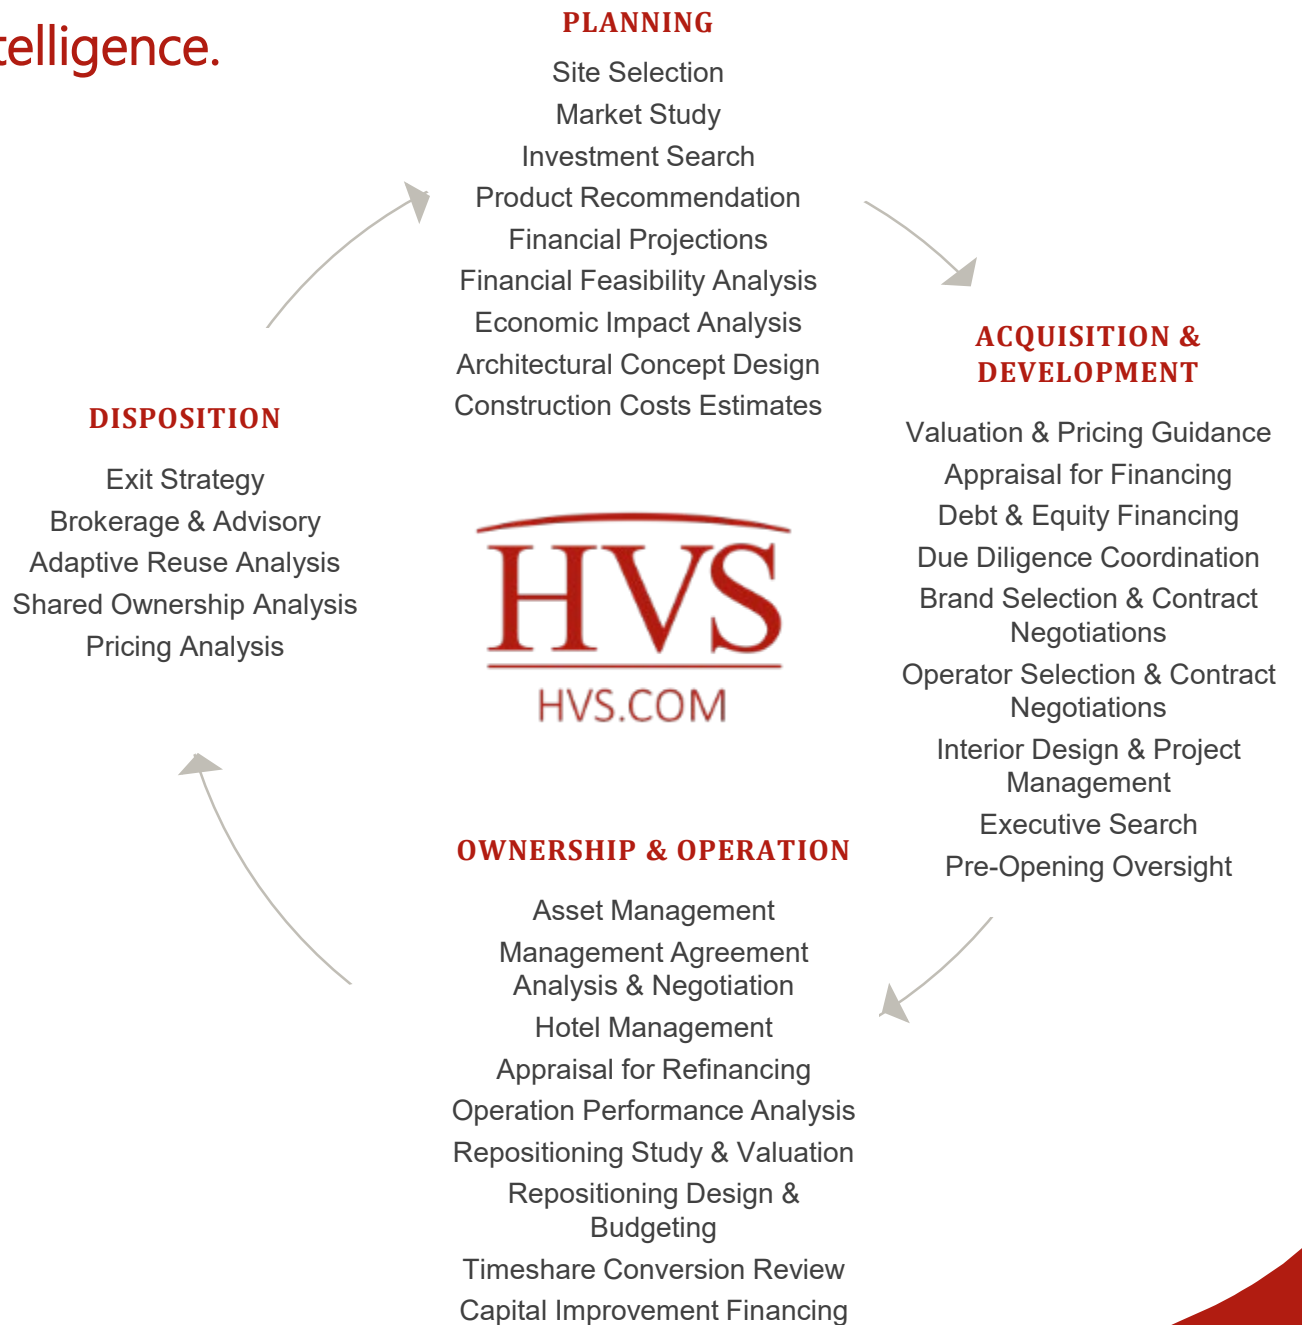 telligence.
PLANNING
Site Selection
Market Study
Investment Search
Product Recommendation
Financial Projections
Financial Feasibility Analysis
Economic Impact Analysis
Architectural Concept Design
Construction Costs Estimates
ACQUISITION &
DEVELOPMENT
Valuation & Pricing Guidance
Appraisal for Financing
Debt & Equity Financing
Due Diligence Coordination
Brand Selection & Contract
Negotiations
Operator Selection & Contract
Negotiations
Interior Design & Project
Management
Executive Search
Pre-Opening Oversight
OWNERSHIP & OPERATION
Asset Management
Management Agreement
Analysis & Negotiation
Hotel Management
Appraisal for Refinancing
Operation Performance Analysis
Repositioning Study & Valuation
Repositioning Design &
Budgeting
Timeshare Conversion Review
Capital Improvement Financing
DISPOSITION
Exit Strategy
Brokerage & Advisory
Adaptive Reuse Analysis
Shared Ownership Analysis
Pricing Analysis
HVS
HVS.COM